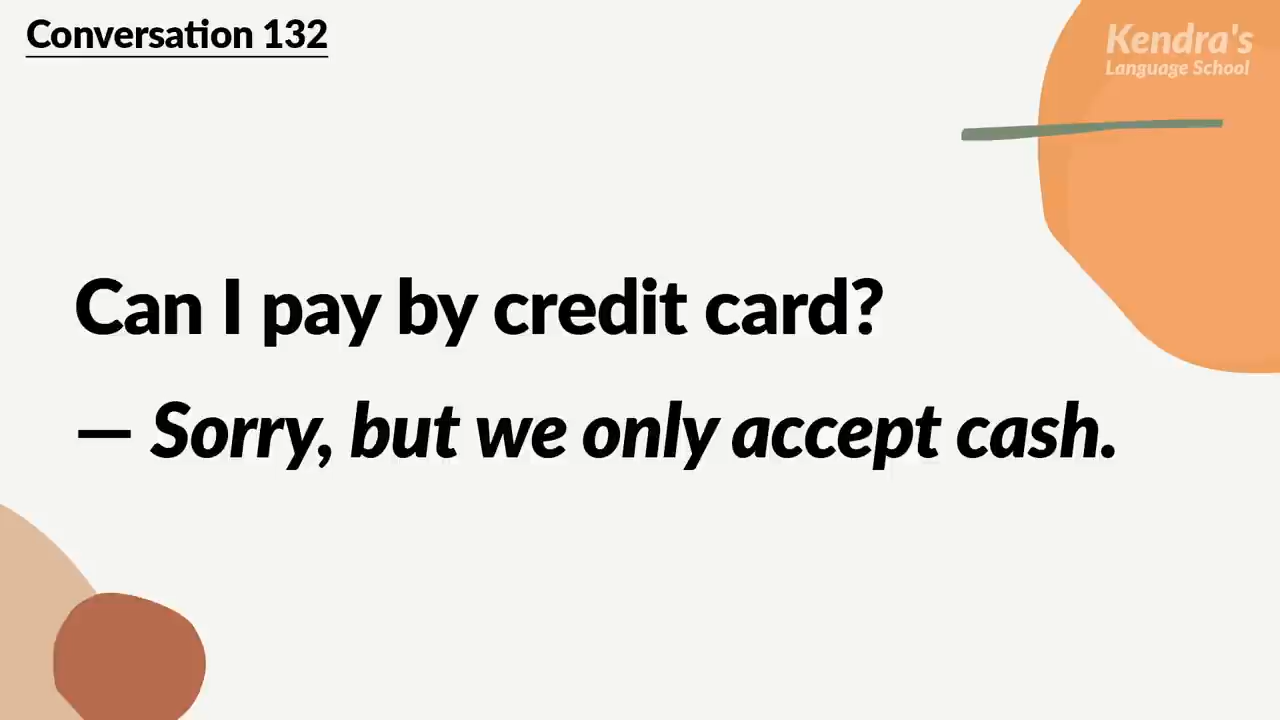 Conversation 132
Kendra's
Language School
Can I pay by credit card?
— Sorry, but we only accept cash.